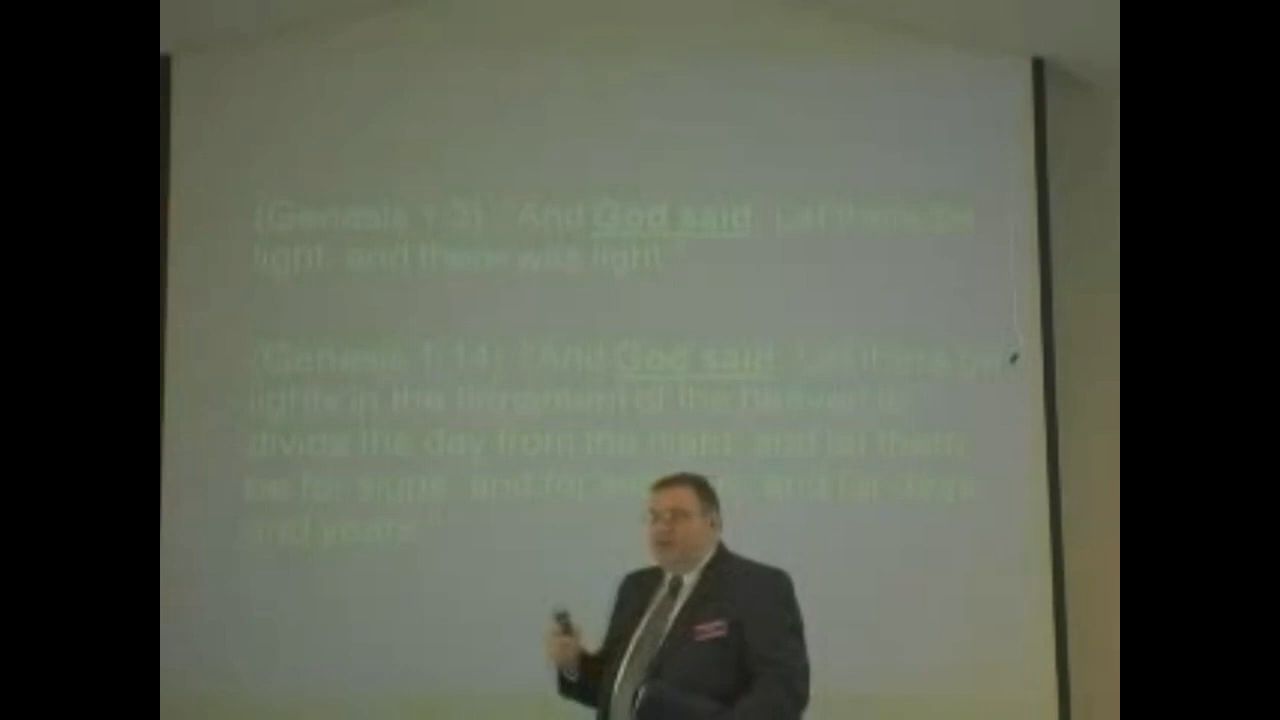 (Genesis 1:3) "And God said, 'Let there be
light, and there was light"
(Genesis 1:14) "And God said, 'Let there be
lights in the firmament of the heaven to
divide the day from the night; and let them
be for signs, and for and for days
and years"